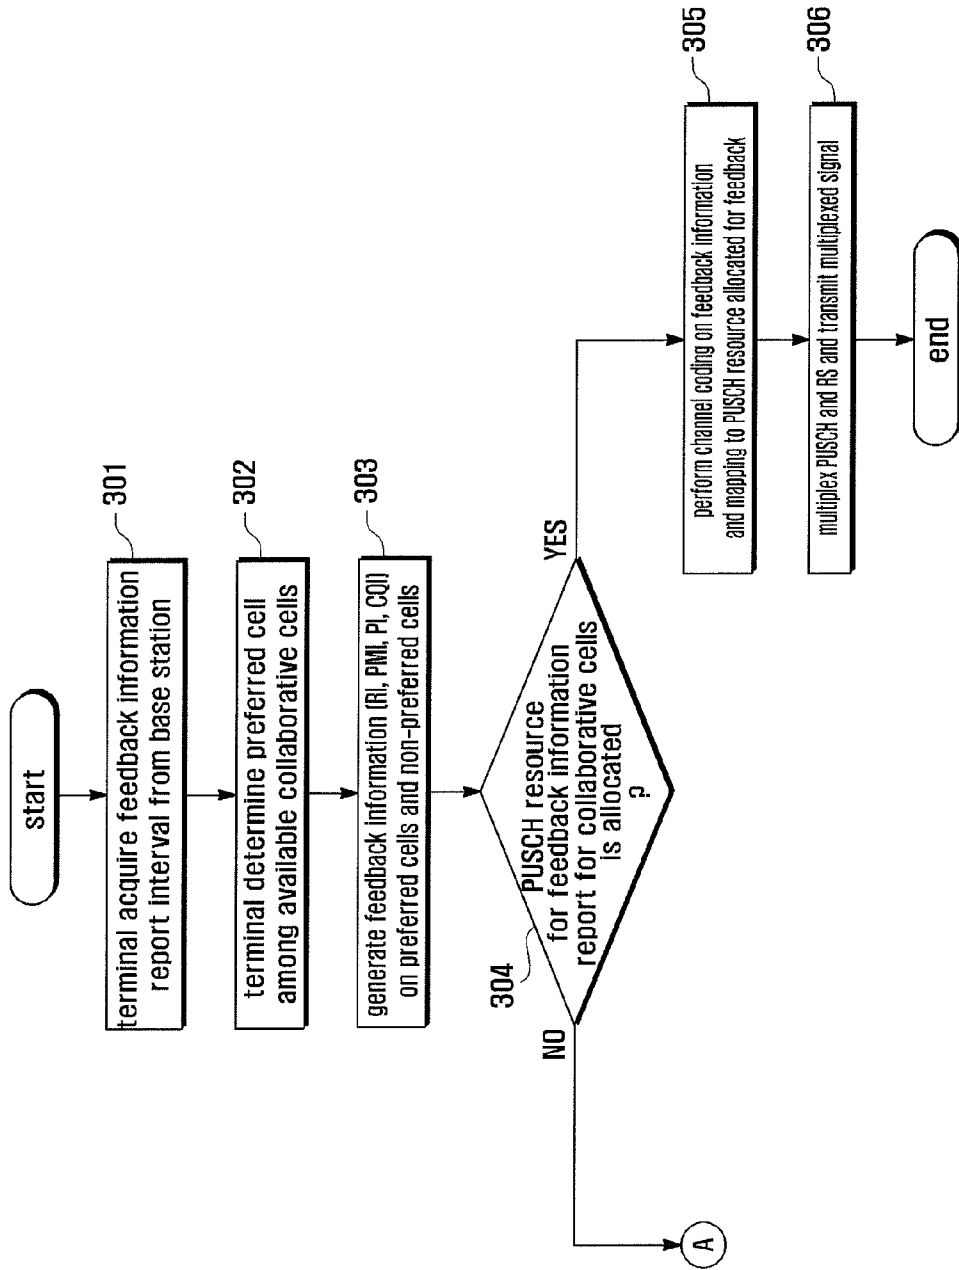 start
301
terminal acquire feedback information
report interval from base station
302
terminal determine preferred cell
among available collaborative cells
303
generate feedback information (RI, PMI, PI, CQI)
on preferred cells and non-preferred cells
304
PUSCH resource
for feedback information
report for collaborative cells
is allocated
?
NO
YES
A
305
perform channel coding on feedback information
and mapping to PUSCH resource allocated for feedback
306
multiplex PUSCH and RS and transmit multiplexed signal
end